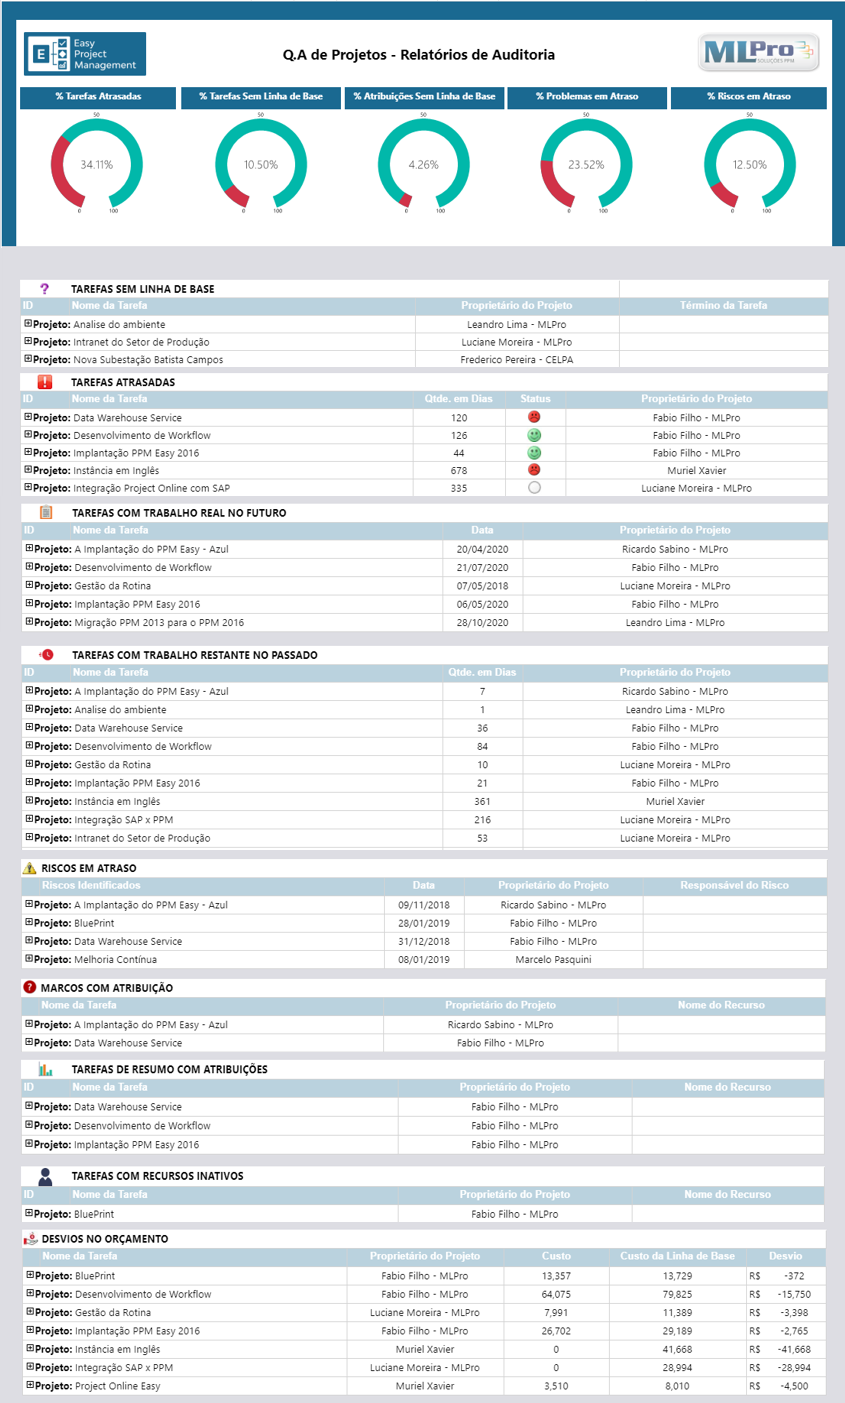 Easy
Project
Management
E
Q.A de Projetos - Relatórios de Auditoria
MLPro
SOLUÇÕES PPM
% Tarefas Atrasadas % Tarefas Sem Linha de Base % Atribuições Sem Linha de Base % Problemas em Atraso % Riscos em Atraso
50 50 50 50 50
34.11% 10.50% 4.26% 23.52% 12.50%
0 100 0 100 0 100 0 100 0 100
? TAREFAS SEM LINHA DE BASE
ID Nome da Tarefa Proprietário do Projeto Término da Tarefa
Projeto: Analise do ambiente Leandro Lima - MLPro
Projeto: Intranet do Setor de Produção Luciane Moreira - MLPro
Projeto: Nova Subestação Batista Campos Frederico Pereira - CELPA
! TAREFAS ATRASADAS
ID Nome da Tarefa Qtde. em Dias Status Proprietário do Projeto
Projeto: Data Warehouse Service 120 Fabio Filho - MLPro
Projeto: Desenvolvimento de Workflow 126 Fabio Filho - MLPro
Projeto: Implantação PPM Easy 2016 44 Fabio Filho - MLPro
Projeto: Instância em Inglês 678 Muriel Xavier
Projeto: Integração Project Online com SAP 335 Luciane Moreira - MLPro
TAREFAS COM TRABALHO REAL NO FUTURO
ID Nome da Tarefa Data Proprietário do Projeto
Projeto: A Implantação do PPM Easy - Azul 20/04/2020 Ricardo Sabino - MLPro
Projeto: Desenvolvimento de Workflow 21/07/2020 Fabio Filho - MLPro
Projeto: Gestão da Rotina 07/05/2018 Luciane Moreira - MLPro
Projeto: Implantação PPM Easy 2016 06/05/2020 Fabio Filho - MLPro
Projeto: Migração PPM 2013 para o PPM 2016 28/10/2020 Leandro Lima - MLPro
TAREFAS COM TRABALHO RESTANTE NO PASSADO
ID Nome da Tarefa Qtde. em Dias Proprietário do Projeto
Projeto: A Implantação do PPM Easy - Azul 7 Ricardo Sabino - MLPro
Projeto: Analise do ambiente 1 Leandro Lima - MLPro
Projeto: Data Warehouse Service 36 Fabio Filho - MLPro
Projeto: Desenvolvimento de Workflow 84 Fabio Filho - MLPro
Projeto: Gestão da Rotina 10 Luciane Moreira - MLPro
Projeto: Implantação PPM Easy 2016 21 Fabio Filho - MLPro
Projeto: Instância em Inglês 361 Muriel Xavier
Projeto: Integração SAP x PPM 216 Luciane Moreira - MLPro
Projeto: Intranet do Setor de Produção 53 Luciane Moreira - MLPro
! RISCOS EM ATRASO
Riscos Identificados Data Proprietário do Projeto Responsável do Risco
Projeto: A Implantação do PPM Easy - Azul 09/11/2018 Ricardo Sabino - MLPro
Projeto: BluePrint 28/01/2019 Fabio Filho - MLPro
Projeto: Data Warehouse Service 31/12/2018 Fabio Filho - MLPro
Projeto: Melhoria Contínua 08/01/2019 Marcelo Pasquini
? MARCOS COM ATRIBUIÇÃO
Nome da Tarefa Proprietário do Projeto Nome do Recurso
Projeto: A Implantação do PPM Easy - Azul Ricardo Sabino - MLPro
Projeto: Data Warehouse Service Fabio Filho - MLPro
TAREFAS DE RESUMO COM ATRIBUIÇÕES
ID Nome da Tarefa Proprietário do Projeto Nome do Recurso
Projeto: Data Warehouse Service Fabio Filho - MLPro
Projeto: Desenvolvimento de Workflow Fabio Filho - MLPro
Projeto: Implantação PPM Easy 2016 Fabio Filho - MLPro
TAREFAS COM RECURSOS INATIVOS
ID Nome da Tarefa Proprietário do Projeto Nome do Recurso
Projeto: BluePrint Fabio Filho - MLPro
DESVIOS NO ORÇAMENTO
Nome da Tarefa Proprietário do Projeto Custo Custo da Linha de Base Desvio
Projeto: BluePrint Fabio Filho - MLPro 13,357 13,729 R$ -372
Projeto: Desenvolvimento de Workflow Fabio Filho - MLPro 64,075 79,825 R$ -15,750
Projeto: Gestão da Rotina Luciane Moreira - MLPro 7,991 11,389 R$ -3,398
Projeto: Implantação PPM Easy 2016 Fabio Filho - MLPro 26,702 29,189 R$ -2,765
Projeto: Instância em Inglês Muriel Xavier 0 41,668 R$ -41,668
Projeto: Integração SAP x PPM Luciane Moreira - MLPro 0 28,994 R$ -28,994
Projeto: Project Online Easy Muriel Xavier 3,510 8,010 R$ -4,500